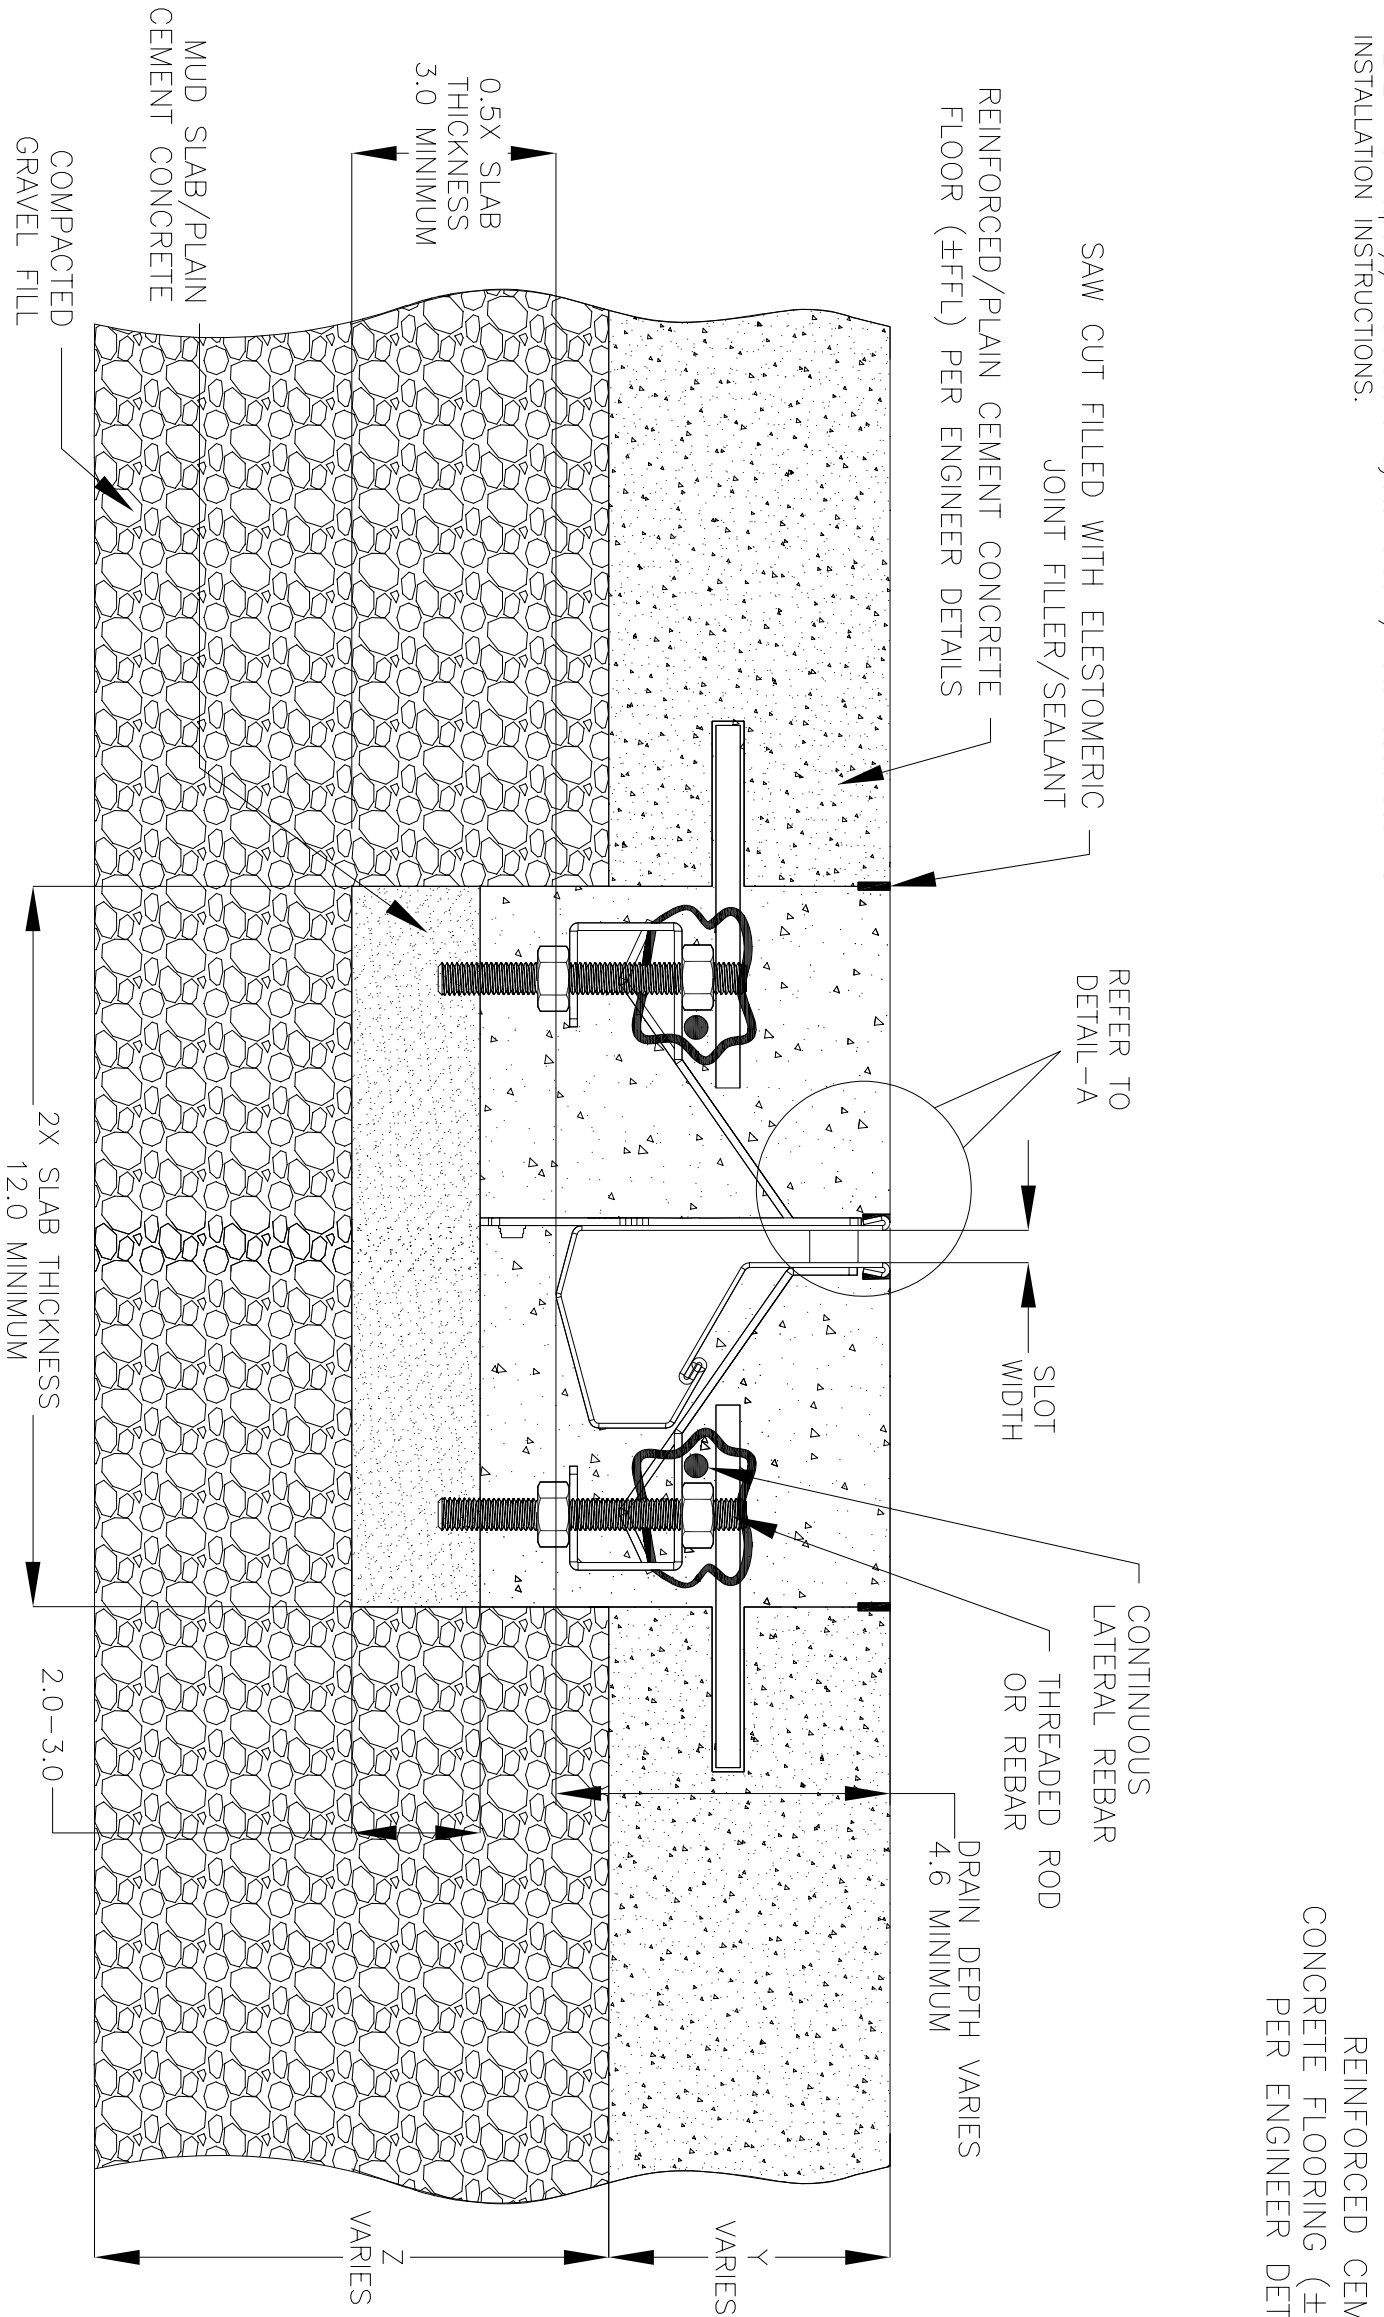 INSTALLATION INSTRUCTIONS.
SAW CUT FILLED WITH ELESTOMERIC
JOINT FILLER/SEALANT
REINFORCED/PLAIN CEMENT CONCRETE
FLOOR (±FFL) PER ENGINEER DETAILS
0.5X SLAB
THICKNESS
3.0 MINIMUM
MUD SLAB/PLAIN
CEMENT CONCRETE
COMPACTED
GRAVEL FILL
REFER TO
DETAIL-A
SLOT
WIDTH
CONTINUOUS
LATERAL REBAR
THREADED ROD
OR REBAR
DRAIN DEPTH VARIES
4.6 MINIMUM
2X SLAB THICKNESS
12.0 MINIMUM
2.0-3.0
Y
VARIES
Z
VARIES
REINFORCED CEM
CONCRETE FLOORING (±
PER ENGINEER DET